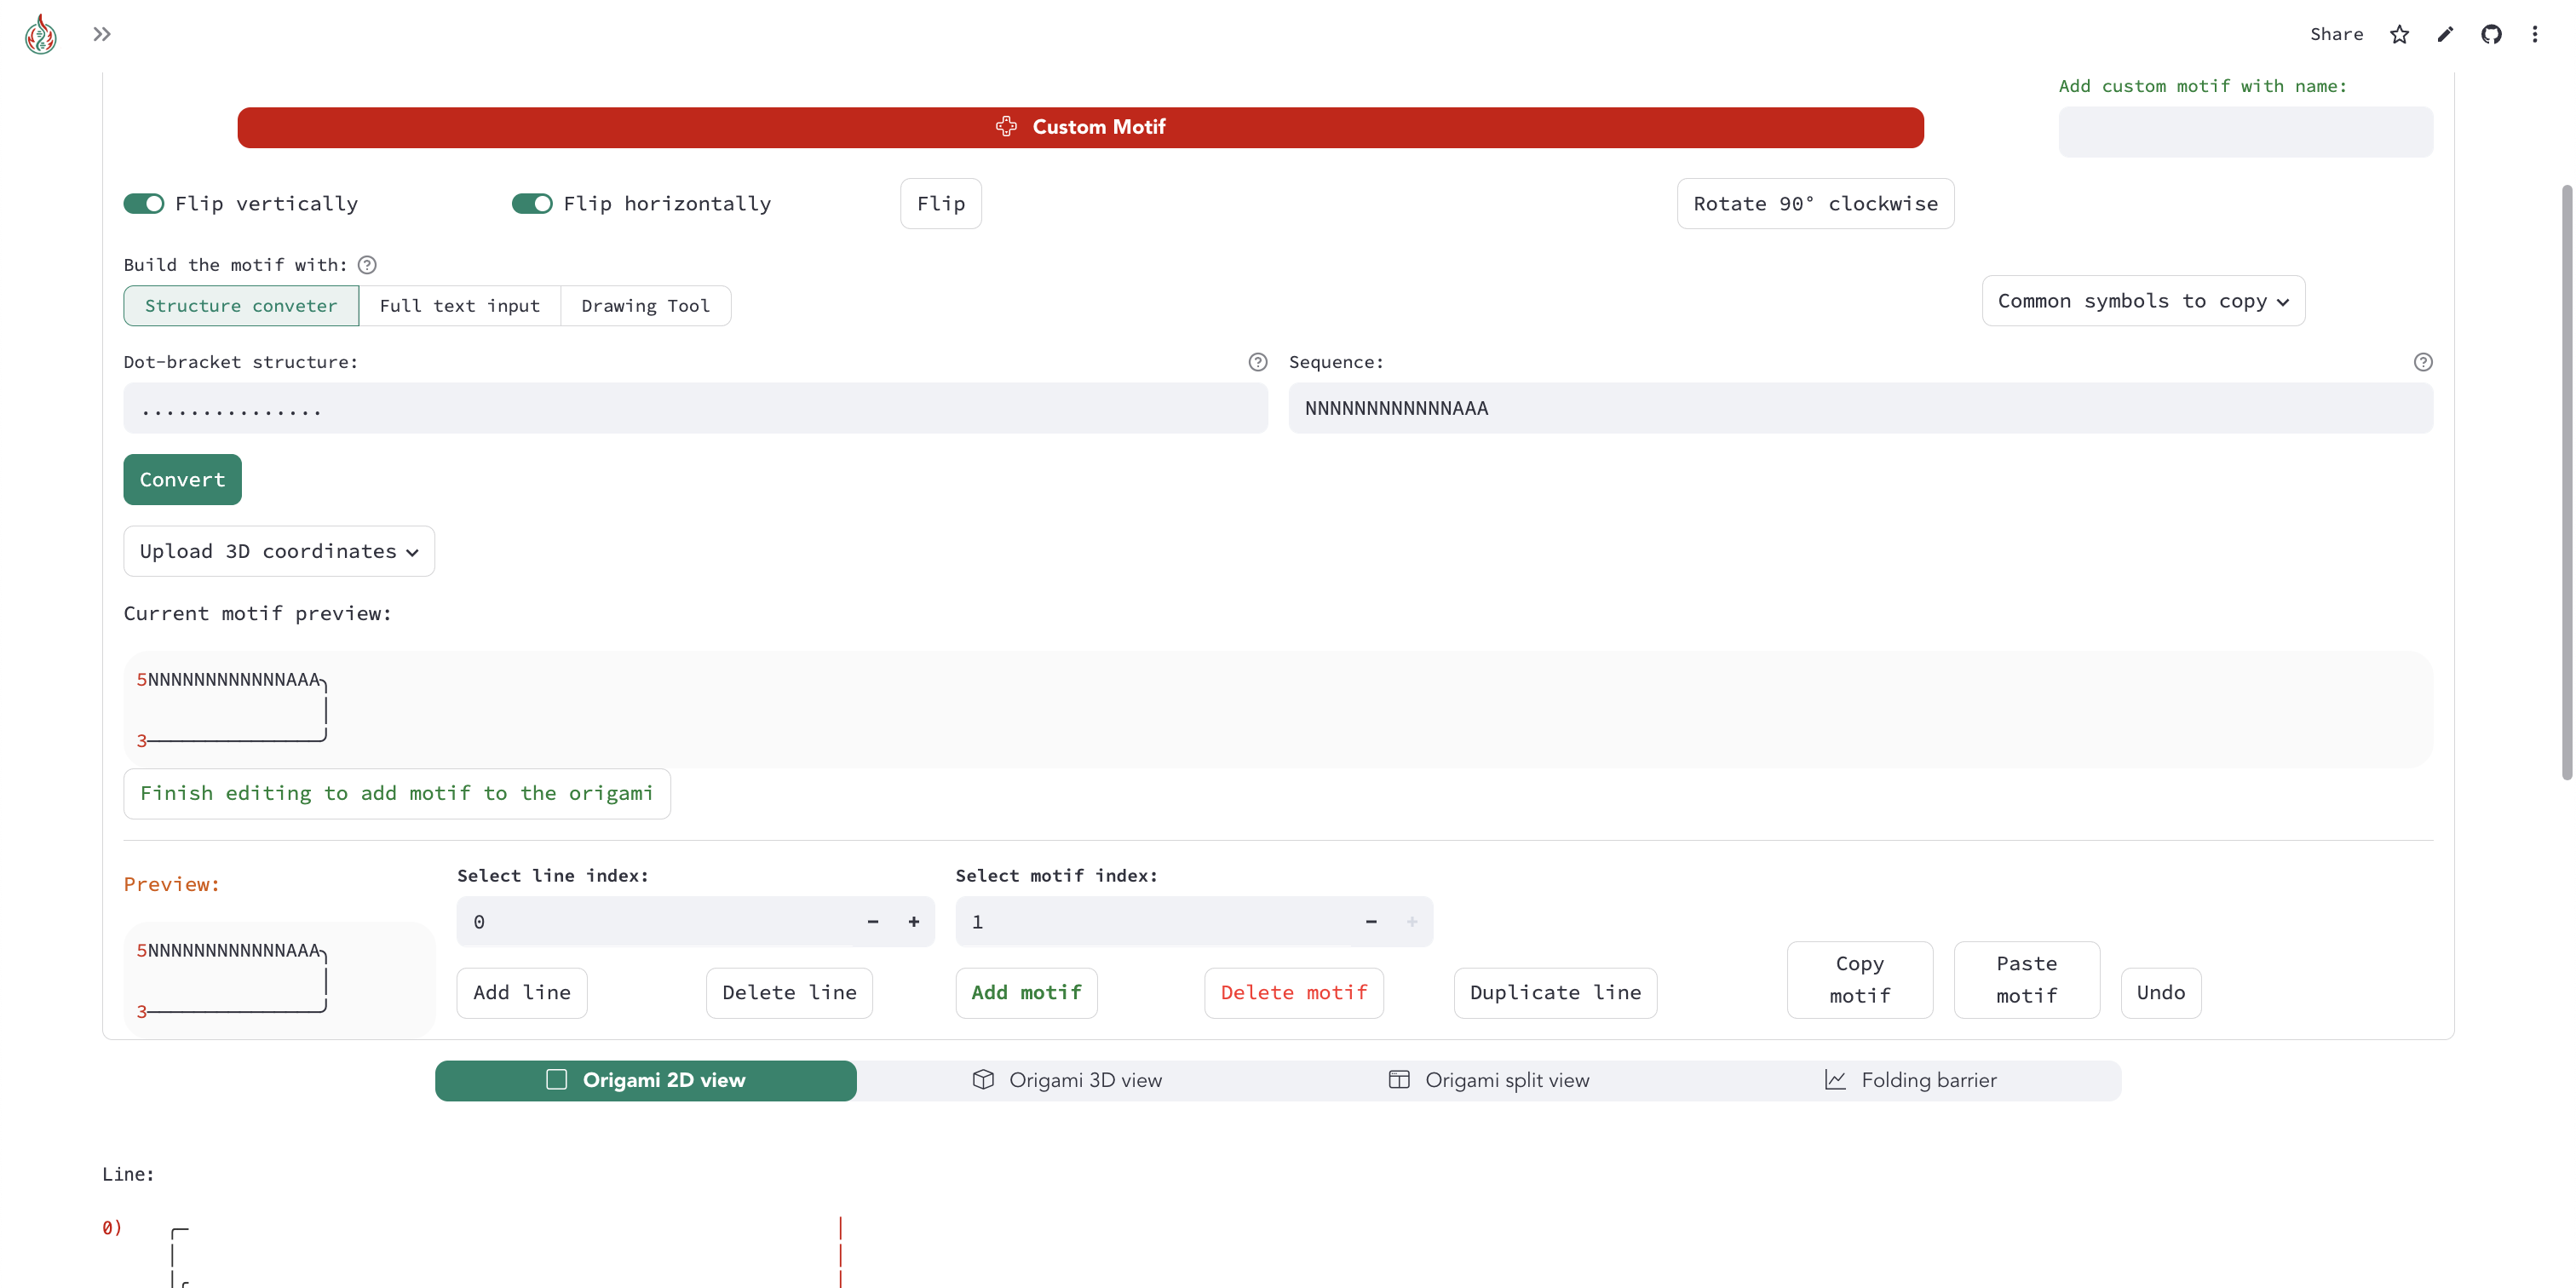 Share
Add custom motif with name:
Custom Motif
Flip vertically
Flip horizontally
Flip
Rotate 90° clockwise
Build the motif with:
Structure conveter
Full text input
Drawing Tool
Common symbols to copy
Dot-bracket structure:
Sequence:
...............
NNNNNNNNNNNNAAA
Convert
Upload 3D coordinates
Current motif preview:
5NNNNNNNNNNNNAAA╮
│
3───────────────╯
Finish editing to add motif to the origami
Preview:
Select line index:
Select motif index:
0
- +
1
- +
5NNNNNNNNNNNNAAA╮
│
3───────────────╯
Add line
Delete line
Add motif
Delete motif
Duplicate line
Copy motif
Paste motif
Undo
Origami 2D view
Origami 3D view
Origami split view
Folding barrier
Line:
0)